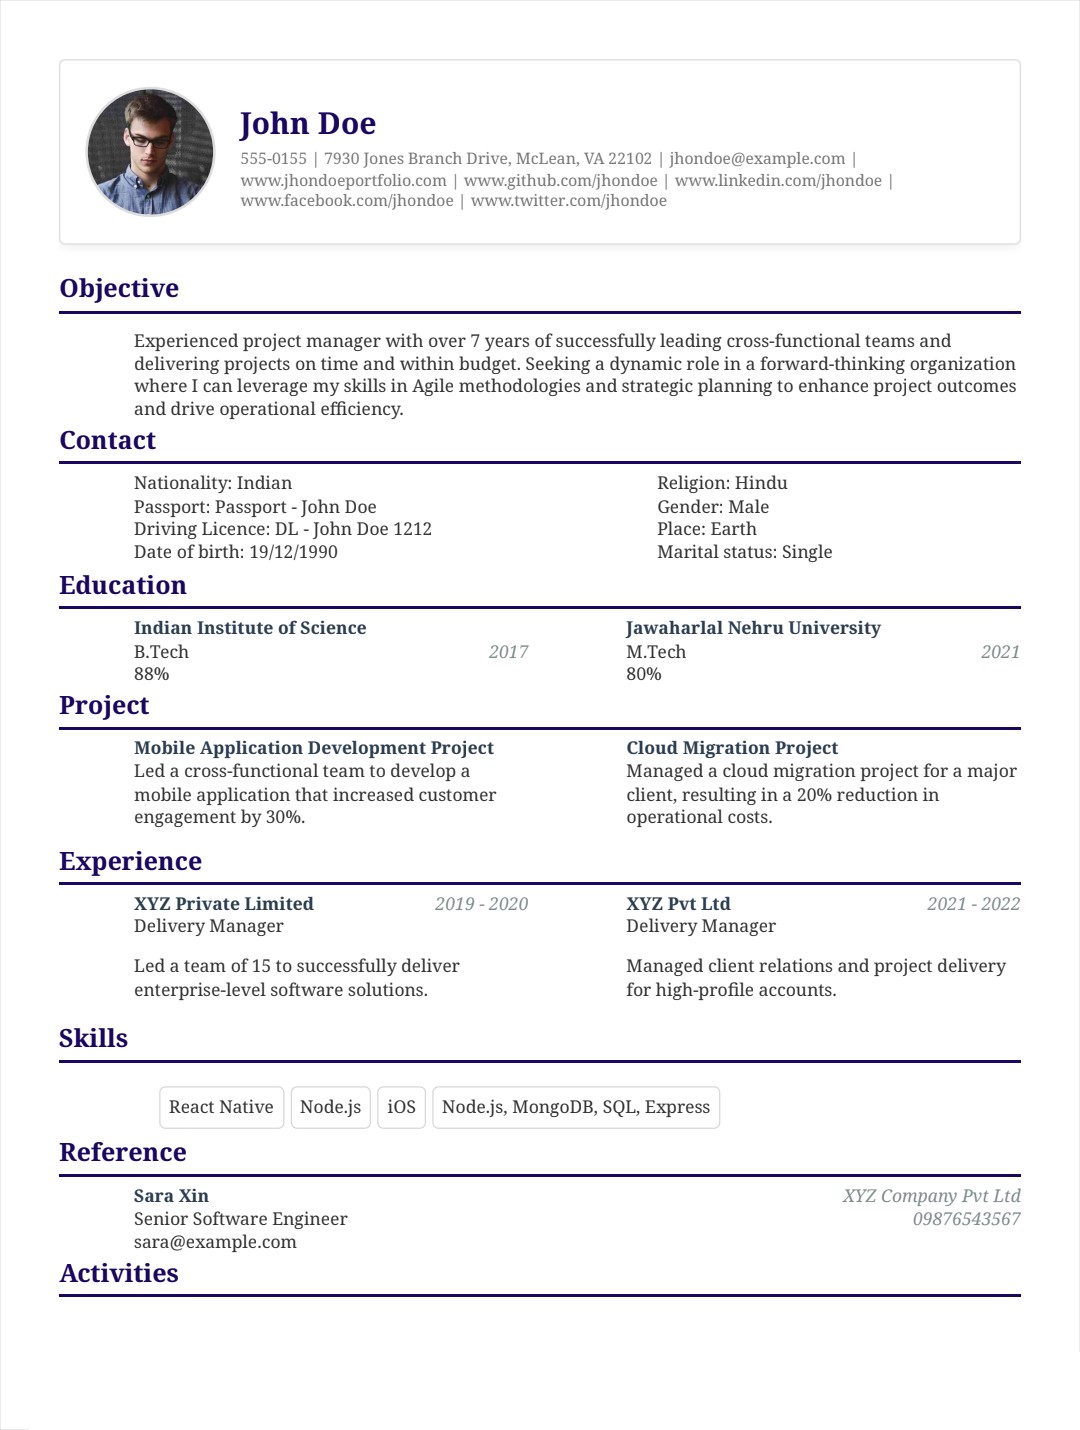 John Doe
555-0155 | 7930 Jones Branch Drive, McLean, VA 22102 | jhondoe@example.com |
www.jhondoeportfolio.com | www.github.com/jhondoe | www.linkedin.com/jhondoe |
www.facebook.com/jhondoe | www.twitter.com/jhondoe
Objective
Experienced project manager with over 7 years of successfully leading cross-functional teams and
delivering projects on time and within budget. Seeking a dynamic role in a forward-thinking organization
where I can leverage my skills in Agile methodologies and strategic planning to enhance project outcomes
and drive operational efficiency.
Contact
Nationality: Indian
Passport: Passport - John Doe
Driving Licence: DL - John Doe 1212
Date of birth: 19/12/1990
Religion: Hindu
Gender: Male
Place: Earth
Marital status: Single
Education
Indian Institute of Science
B.Tech 2017
88%
Jawaharlal Nehru University
M.Tech 2021
80%
Project
Mobile Application Development Project
Led a cross-functional team to develop a
mobile application that increased customer
engagement by 30%.
Cloud Migration Project
Managed a cloud migration project for a major
client, resulting in a 20% reduction in
operational costs.
Experience
XYZ Private Limited 2019 - 2020
Delivery Manager
Led a team of 15 to successfully deliver
enterprise-level software solutions.
XYZ Pvt Ltd 2021 - 2022
Delivery Manager
Managed client relations and project delivery
for high-profile accounts.
Skills
React Native Node.js iOS Node.js, MongoDB, SQL, Express
Reference
Sara Xin XYZ Company Pvt Ltd
Senior Software Engineer 09876543567
sara@example.com
Activities